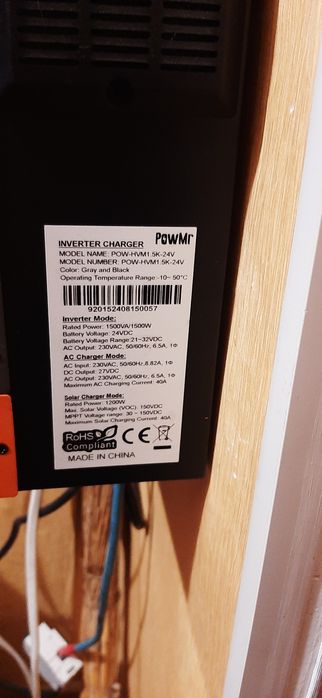 PowMr
INVERTER CHARGER
MODEL NAME: POW-HVM1.5K-24V
MODEL NUMBER: POW-HVM1.5K-24V
Color: Gray and Black
Operating Temperature Range:-10~ 50°C
920152408150057
Inverter Mode:
Rated Power: 1500VA/1500W
Battery Voltage: 24VDC
Battery Voltage Range:21~32VDC
AC Output: 230VAC, 50/60Hz, 6.5A, 1Φ
AC Charger Mode:
AC Input: 230VAC, 50/60Hz,8.82A, 1Φ
DC Output: 27VDC
AC Output: 230VAC, 50/60Hz, 6.5A, 1Φ
Maximum AC Charging Current: 40A
Solar Charger Mode:
Rated Power: 1200W
Max. Solar Voltage (VOC): 150VDC
MPPT Voltage range: 30 ~ 150VDC
Maximum Solar Charging Current: 40A
RoHS
Compliant
CE
MADE IN CHINA